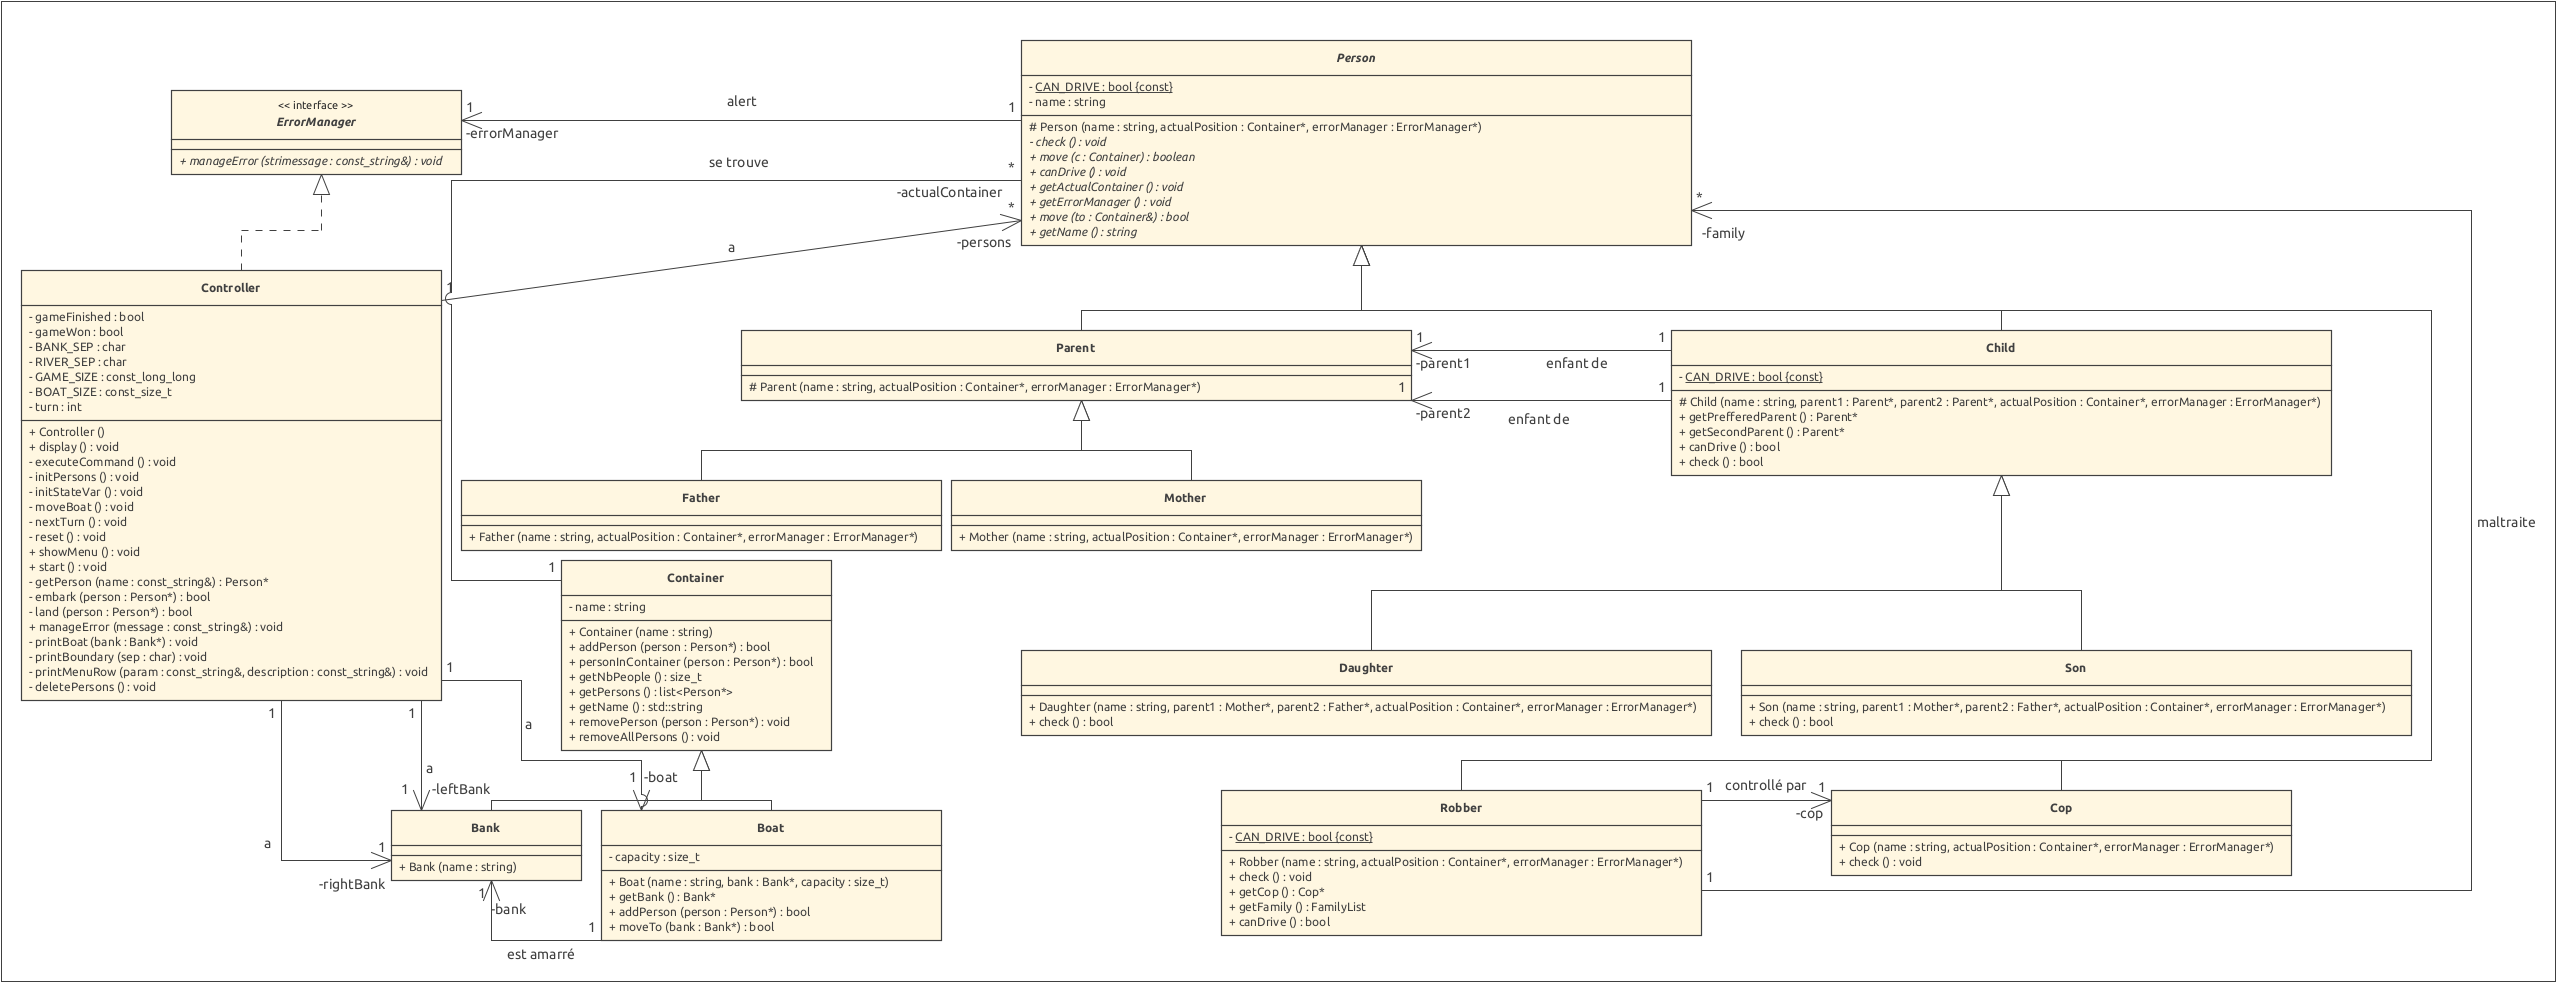 Person
- CAN_DRIVE : bool {const}
- name : string
# Person (name : string, actualPosition : Container*, errorManager : ErrorManager*)
- check () : void
+ move (c : Container) : boolean
+ canDrive () : void
+ getActualContainer () : void
+ getErrorManager () : void
+ move (to : Container&) : bool
+ getName () : string
<< interface >>
ErrorManager
+ manageError (strimessage : const_string&) : void
1
-errorManager
alert
1
se trouve
*
-actualContainer
*
-persons
a
1
*
-family
maltraite
Controller
- gameFinished : bool
- gameWon : bool
- BANK_SEP : char
- RIVER_SEP : char
- GAME_SIZE : const_long_long
- BOAT_SIZE : const_size_t
- turn : int
+ Controller ()
+ display () : void
- executeCommand () : void
- initPersons () : void
- initStateVar () : void
- moveBoat () : void
- nextTurn () : void
- reset () : void
+ showMenu () : void
+ start () : void
- getPerson (name : const_string&) : Person*
- embark (person : Person*) : bool
- land (person : Person*) : bool
+ manageError (message : const_string&) : void
- printBoat (bank : Bank*) : void
- printBoundary (sep : char) : void
- printMenuRow (param : const_string&, description : const_string&) : void
- deletePersons () : void
Parent
# Parent (name : string, actualPosition : Container*, errorManager : ErrorManager*)
1
-parent1
enfant de
1
1
-parent2
enfant de
1
Child
- CAN_DRIVE : bool {const}
# Child (name : string, parent1 : Parent*, parent2 : Parent*, actualPosition : Container*, errorManager : ErrorManager*)
+ getPrefferedParent () : Parent*
+ getSecondParent () : Parent*
+ canDrive () : bool
+ check () : bool
Father
+ Father (name : string, actualPosition : Container*, errorManager : ErrorManager*)
Mother
+ Mother (name : string, actualPosition : Container*, errorManager : ErrorManager*)
1
Container
- name : string
+ Container (name : string)
+ addPerson (person : Person*) : bool
+ personInContainer (person : Person*) : bool
+ getNbPeople () : size_t
+ getPersons () : list<Person*>
+ getName () : std::string
+ removePerson (person : Person*) : void
+ removeAllPersons () : void
Daughter
+ Daughter (name : string, parent1 : Mother*, parent2 : Father*, actualPosition : Container*, errorManager : ErrorManager*)
+ check () : bool
Son
+ Son (name : string, parent1 : Mother*, parent2 : Father*, actualPosition : Container*, errorManager : ErrorManager*)
+ check () : bool
1
a
1
-boat
1
a
1
-leftBank
1
a
1
-rightBank
Bank
+ Bank (name : string)
1
-bank
1
est amarré
Boat
- capacity : size_t
+ Boat (name : string, bank : Bank*, capacity : size_t)
+ getBank () : Bank*
+ addPerson (person : Person*) : bool
+ moveTo (bank : Bank*) : bool
Robber
- CAN_DRIVE : bool {const}
+ Robber (name : string, actualPosition : Container*, errorManager : ErrorManager*)
+ check () : void
+ getCop () : Cop*
+ getFamily () : FamilyList
+ canDrive () : bool
1
controllé par
1
-cop
1
Cop
+ Cop (name : string, actualPosition : Container*, errorManager : ErrorManager*)
+ check () : void